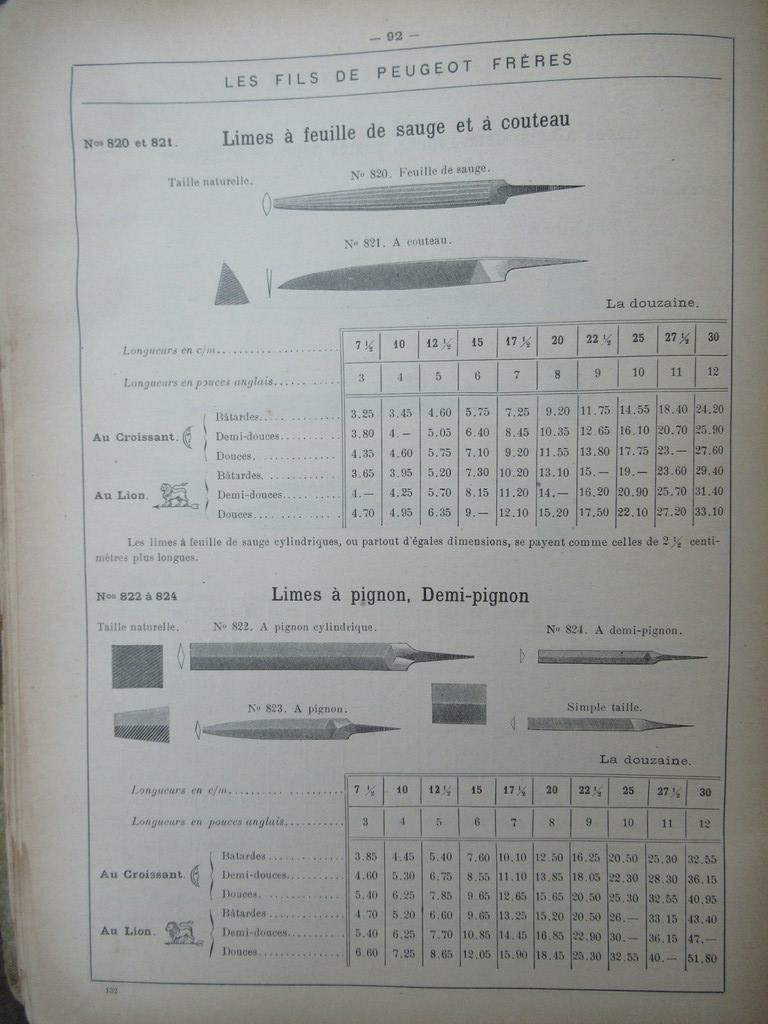 — 92 —
LES FILS DE PEUGEOT FRÈRES
Nos 820 et 821. Limes à feuille de sauge et à couteau
Taille naturelle. No 820. Feuille de sauge.
No 821. A couteau.
La douzaine.
Longueurs en c/m 7 ½ 10 12 ½ 15 17 ½ 20 22 ½ 25 27 ½ 30
Longueurs en pouces anglais 3 4 5 6 7 8 9 10 11 12
Au Croissant. Bâtardes 3.25 3.45 4.60 5.75 7.25 9.20 11.75 14.55 18.40 24.20
Demi-douces 3.80 4.— 5.05 6.40 8.45 10.35 12.65 16.10 20.70 25.90
Douces 4.35 4.60 5.75 7.10 9.20 11.55 13.80 17.75 23.— 27.60
Au Lion. Bâtardes. 3.65 3.95 5.20 7.30 10.20 13.10 15.— 19.— 23.60 29.40
Demi-douces 4.— 4.25 5.70 8.15 11.20 14.— 16.20 20.90 25.70 31.40
Douces 4.70 4.95 6.35 9.— 12.10 15.20 17.50 22.10 27.20 33.10
Les limes à feuille de sauge cylindriques, ou partout d'égales dimensions, se payent comme celles de 2 ½ centi-
mètres plus longues.
Nos 822 à 824 Limes à pignon, Demi-pignon
Taille naturelle. No 822. A pignon cylindrique. No 824. A demi-pignon.
No 823. A pignon. Simple taille.
La douzaine.
Longueurs en c/m 7 ½ 10 12 ½ 15 17 ½ 20 22 ½ 25 27 ½ 30
Longueurs en pouces anglais 3 4 5 6 7 8 9 10 11 12
Au Croissant. Batardes 3.85 4.45 5.40 7.60 10.10 12.50 16.25 20.50 25.30 32.55
Demi-douces 4.60 5.30 6.75 8.55 11.10 13.85 18.05 22.30 28.30 36.15
Douces. 5.40 6.25 7.85 9.65 12.65 15.65 20.50 25.30 32.55 40.95
Au Lion. Bâtardes 4 70 5.20 6.60 9.65 13.25 15.20 20.50 26.— 33 15 43.40
Demi-douces 5.40 6.25 7.70 10.85 14.45 16.85 22.90 30.— 36.15 47.—
Douces 6.60 7.25 8.65 12.05 15.90 18.45 25.30 32.55 40.— 51.80
132